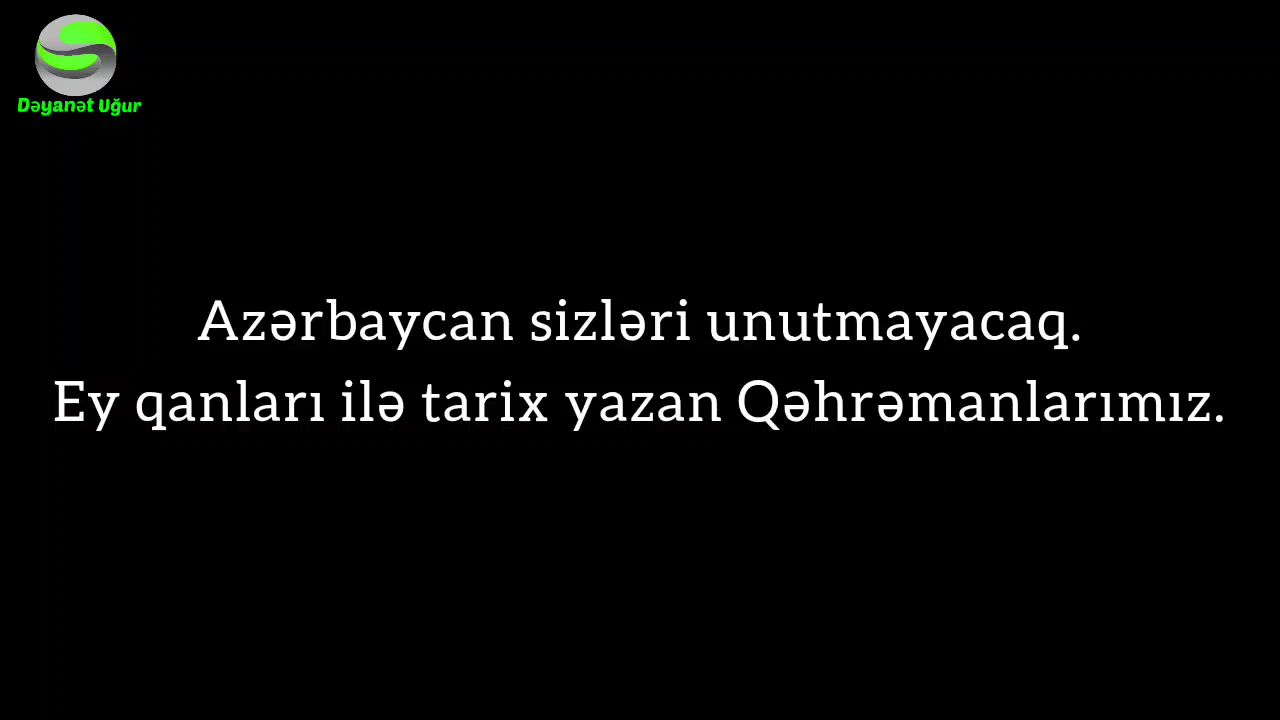 Dəyanət Uğur
Azərbaycan sizləri unutmayacaq.
Ey qanları ilə tarix yazan Qəhrəmanlarımız.